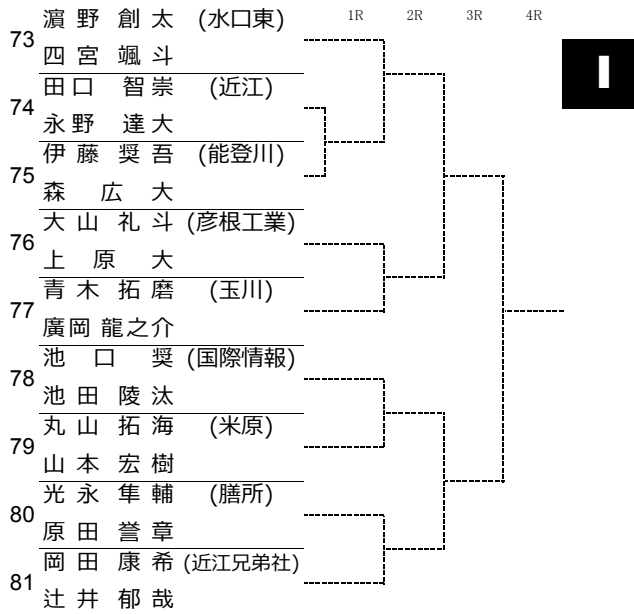 1R 2R 3R 4R
I
73 濵野 創太 (水口東)
四宮 颯斗
74 田口 智崇 (近江)
永野 達大
75 伊藤 奨吾 (能登川)
森 広大
76 大山 礼斗 (彦根工業)
上原 大
77 青木 拓磨 (玉川)
廣岡 龍之介
78 池口 奨 (国際情報)
池田 陵汰
79 丸山 拓海 (米原)
山本 宏樹
80 光永 隼輔 (膳所)
原田 誉章
81 岡田 康希 (近江兄弟社)
辻井 郁哉